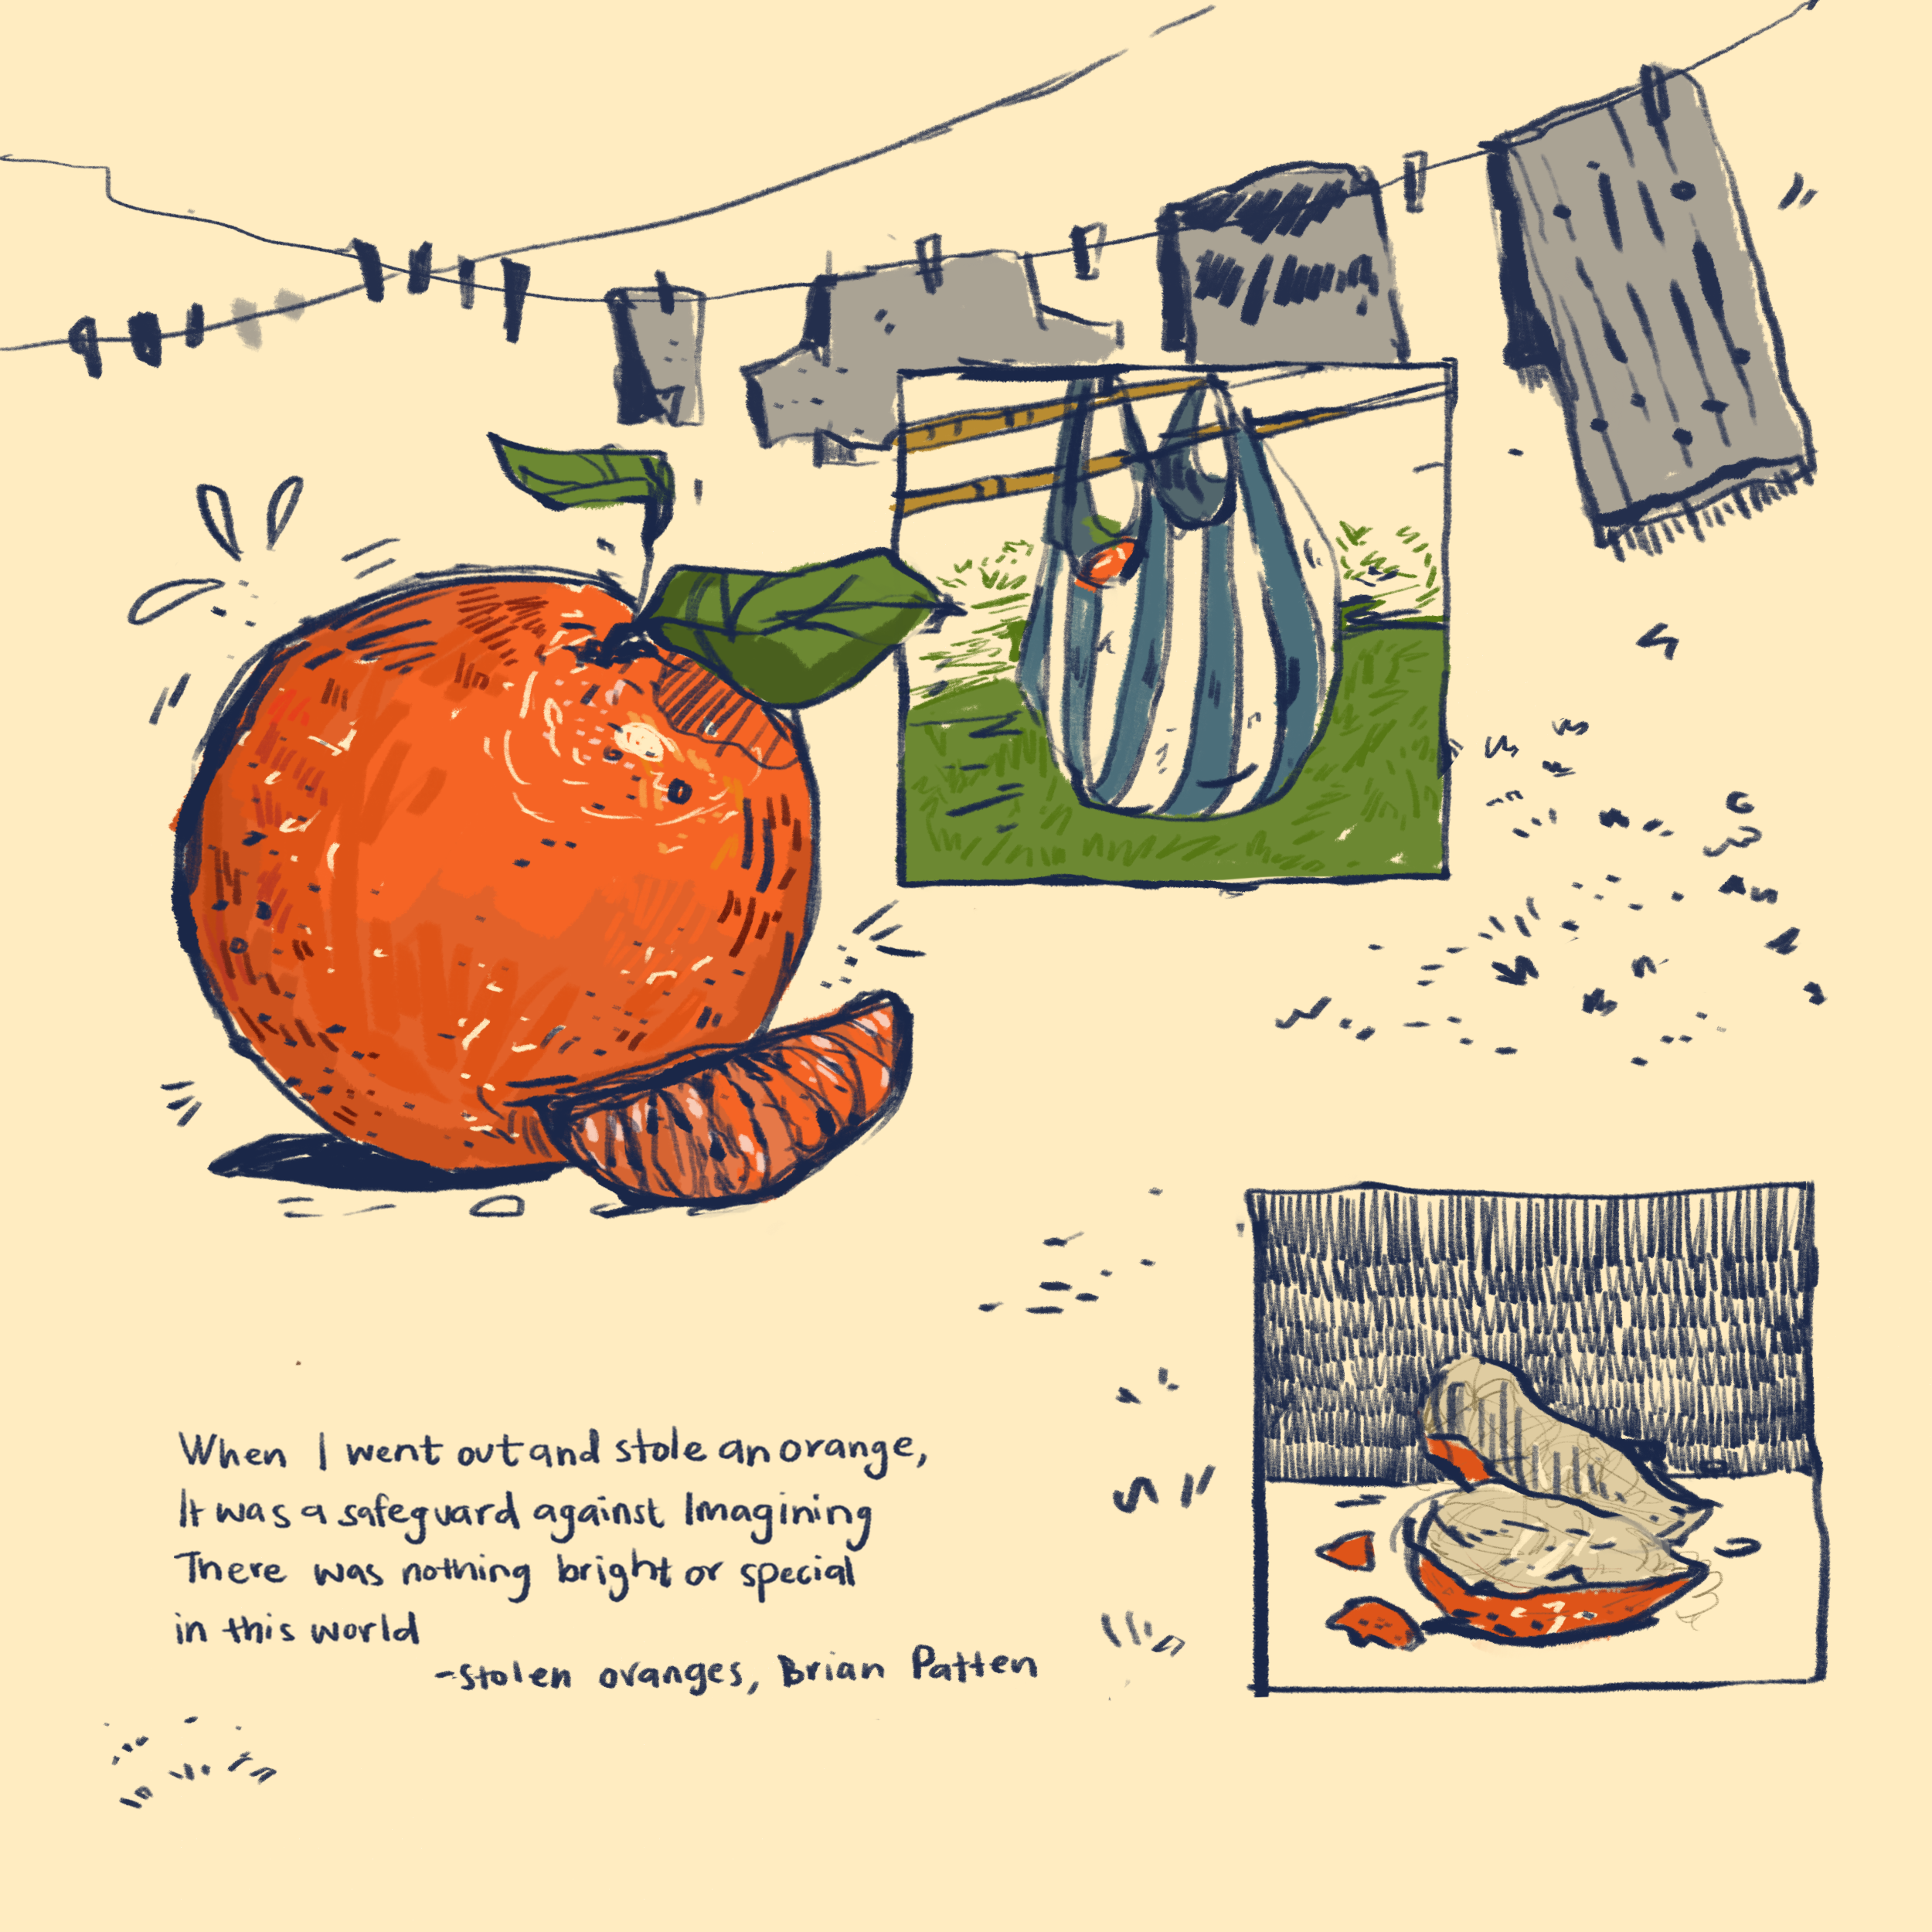 When I went out and stole an orange,
It was a safeguard against Imagining
There was nothing bright or special
in this world
-Stolen oranges, Brian Patten